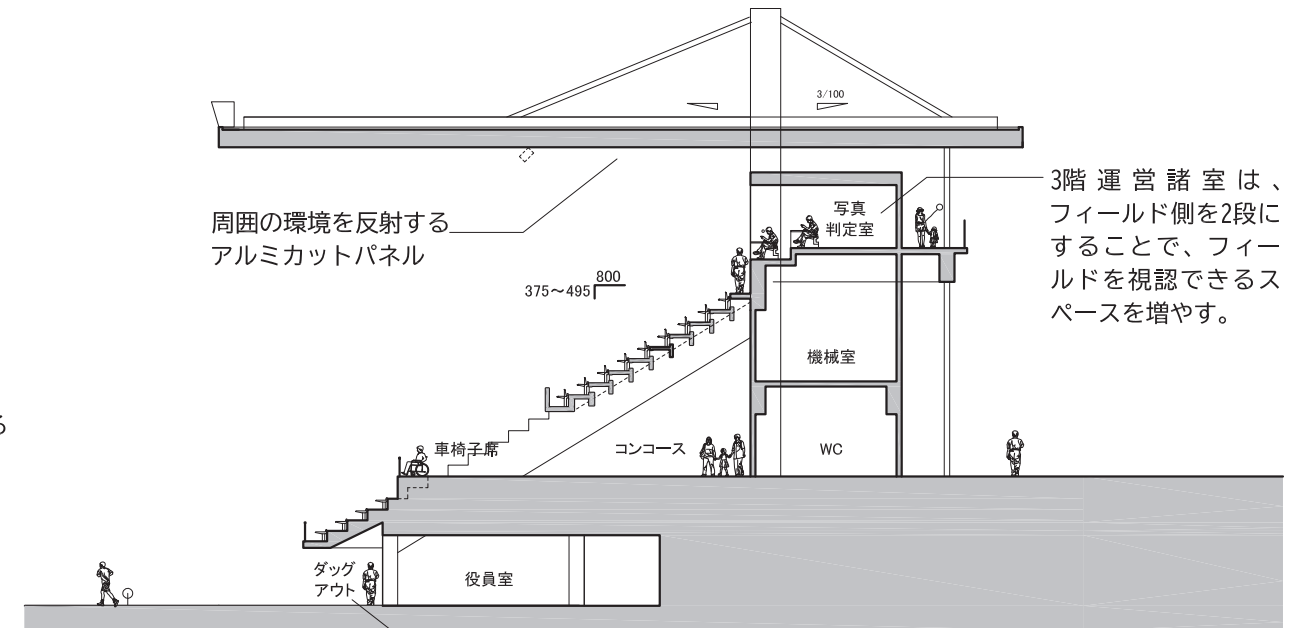 3/100
周囲の環境を反射する
アルミカットパネル
3階運営諸室は、
フィールド側を2段に
することで、フィー
ルドを視認できるス
ペースを増やす。
写真
判定室
800
375～495
機械室
車椅子席
コンコース
WC
ダッグ
アウト
役員室